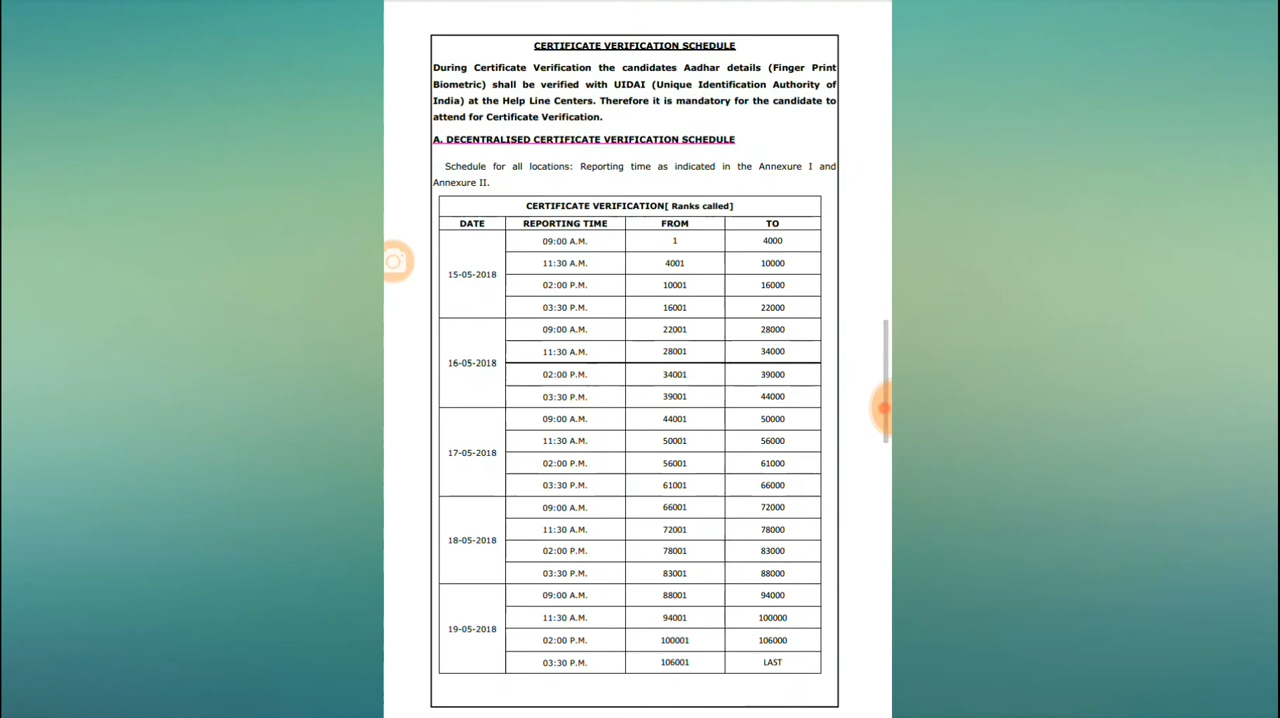 CERTIFICATE VERIFICATION SCHEDULE
During Certificate Verification the candidates Aadhar details (Finger Print
Biometric) shall be verified with UIDAI (Unique Identification Authority of
India) at the Help Line Centers. Therefore it is mandatory for the candidate to
attend for Certificate Verification.
A. DECENTRALISED CERTIFICATE VERIFICATION SCHEDULE
Schedule for all locations: Reporting time as indicated in the Annexure I and
Annexure II.
CERTIFICATE VERIFICATION[ Ranks called]
DATE REPORTING TIME FROM TO
15-05-2018
09:00 A.M. 1 4000
11:30 A.M. 4001 10000
02:00 P.M. 10001 16000
03:30 P.M. 16001 22000
16-05-2018
09:00 A.M. 22001 28000
11:30 A.M. 28001 34000
02:00 P.M. 34001 39000
03:30 P.M. 39001 44000
17-05-2018
09:00 A.M. 44001 50000
11:30 A.M. 50001 56000
02:00 P.M. 56001 61000
03:30 P.M. 61001 66000
18-05-2018
09:00 A.M. 66001 72000
11:30 A.M. 72001 78000
02:00 P.M. 78001 83000
03:30 P.M. 83001 88000
19-05-2018
09:00 A.M. 88001 94000
11:30 A.M. 94001 100000
02:00 P.M. 100001 106000
03:30 P.M. 106001 LAST